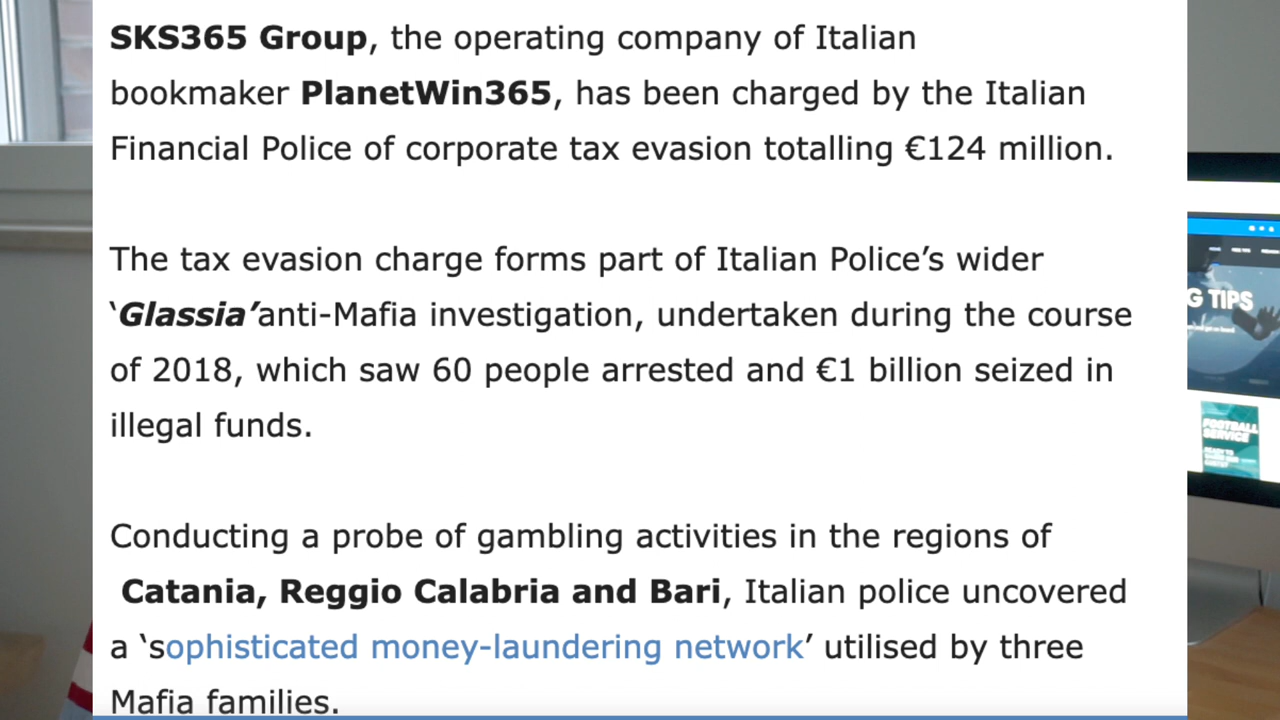 SKS365 Group, the operating company of Italian
bookmaker PlanetWin365, has been charged by the Italian
Financial Police of corporate tax evasion totalling €124 million.
The tax evasion charge forms part of Italian Police’s wider
‘Glassia’anti-Mafia investigation, undertaken during the course
of 2018, which saw 60 people arrested and €1 billion seized in
illegal funds.
Conducting a probe of gambling activities in the regions of
Catania, Reggio Calabria and Bari, Italian police uncovered
a ‘sophisticated money-laundering network’ utilised by three
Mafia families.
G TIPS
FOOTBALL
SERVICE